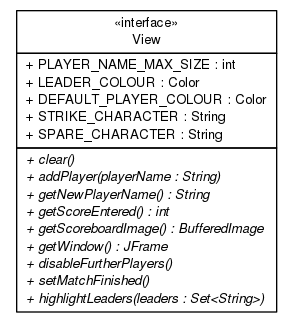 «interface»
View
+ PLAYER_NAME_MAX_SIZE : int
+ LEADER_COLOUR : Color
+ DEFAULT_PLAYER_COLOUR : Color
+ STRIKE_CHARACTER : String
+ SPARE_CHARACTER : String
+ clear()
+ addPlayer(playerName : String)
+ getNewPlayerName() : String
+ getScoreEntered() : int
+ getScoreboardImage() : BufferedImage
+ getWindow() : JFrame
+ disableFurtherPlayers()
+ setMatchFinished()
+ highlightLeaders(leaders : Set<String>)